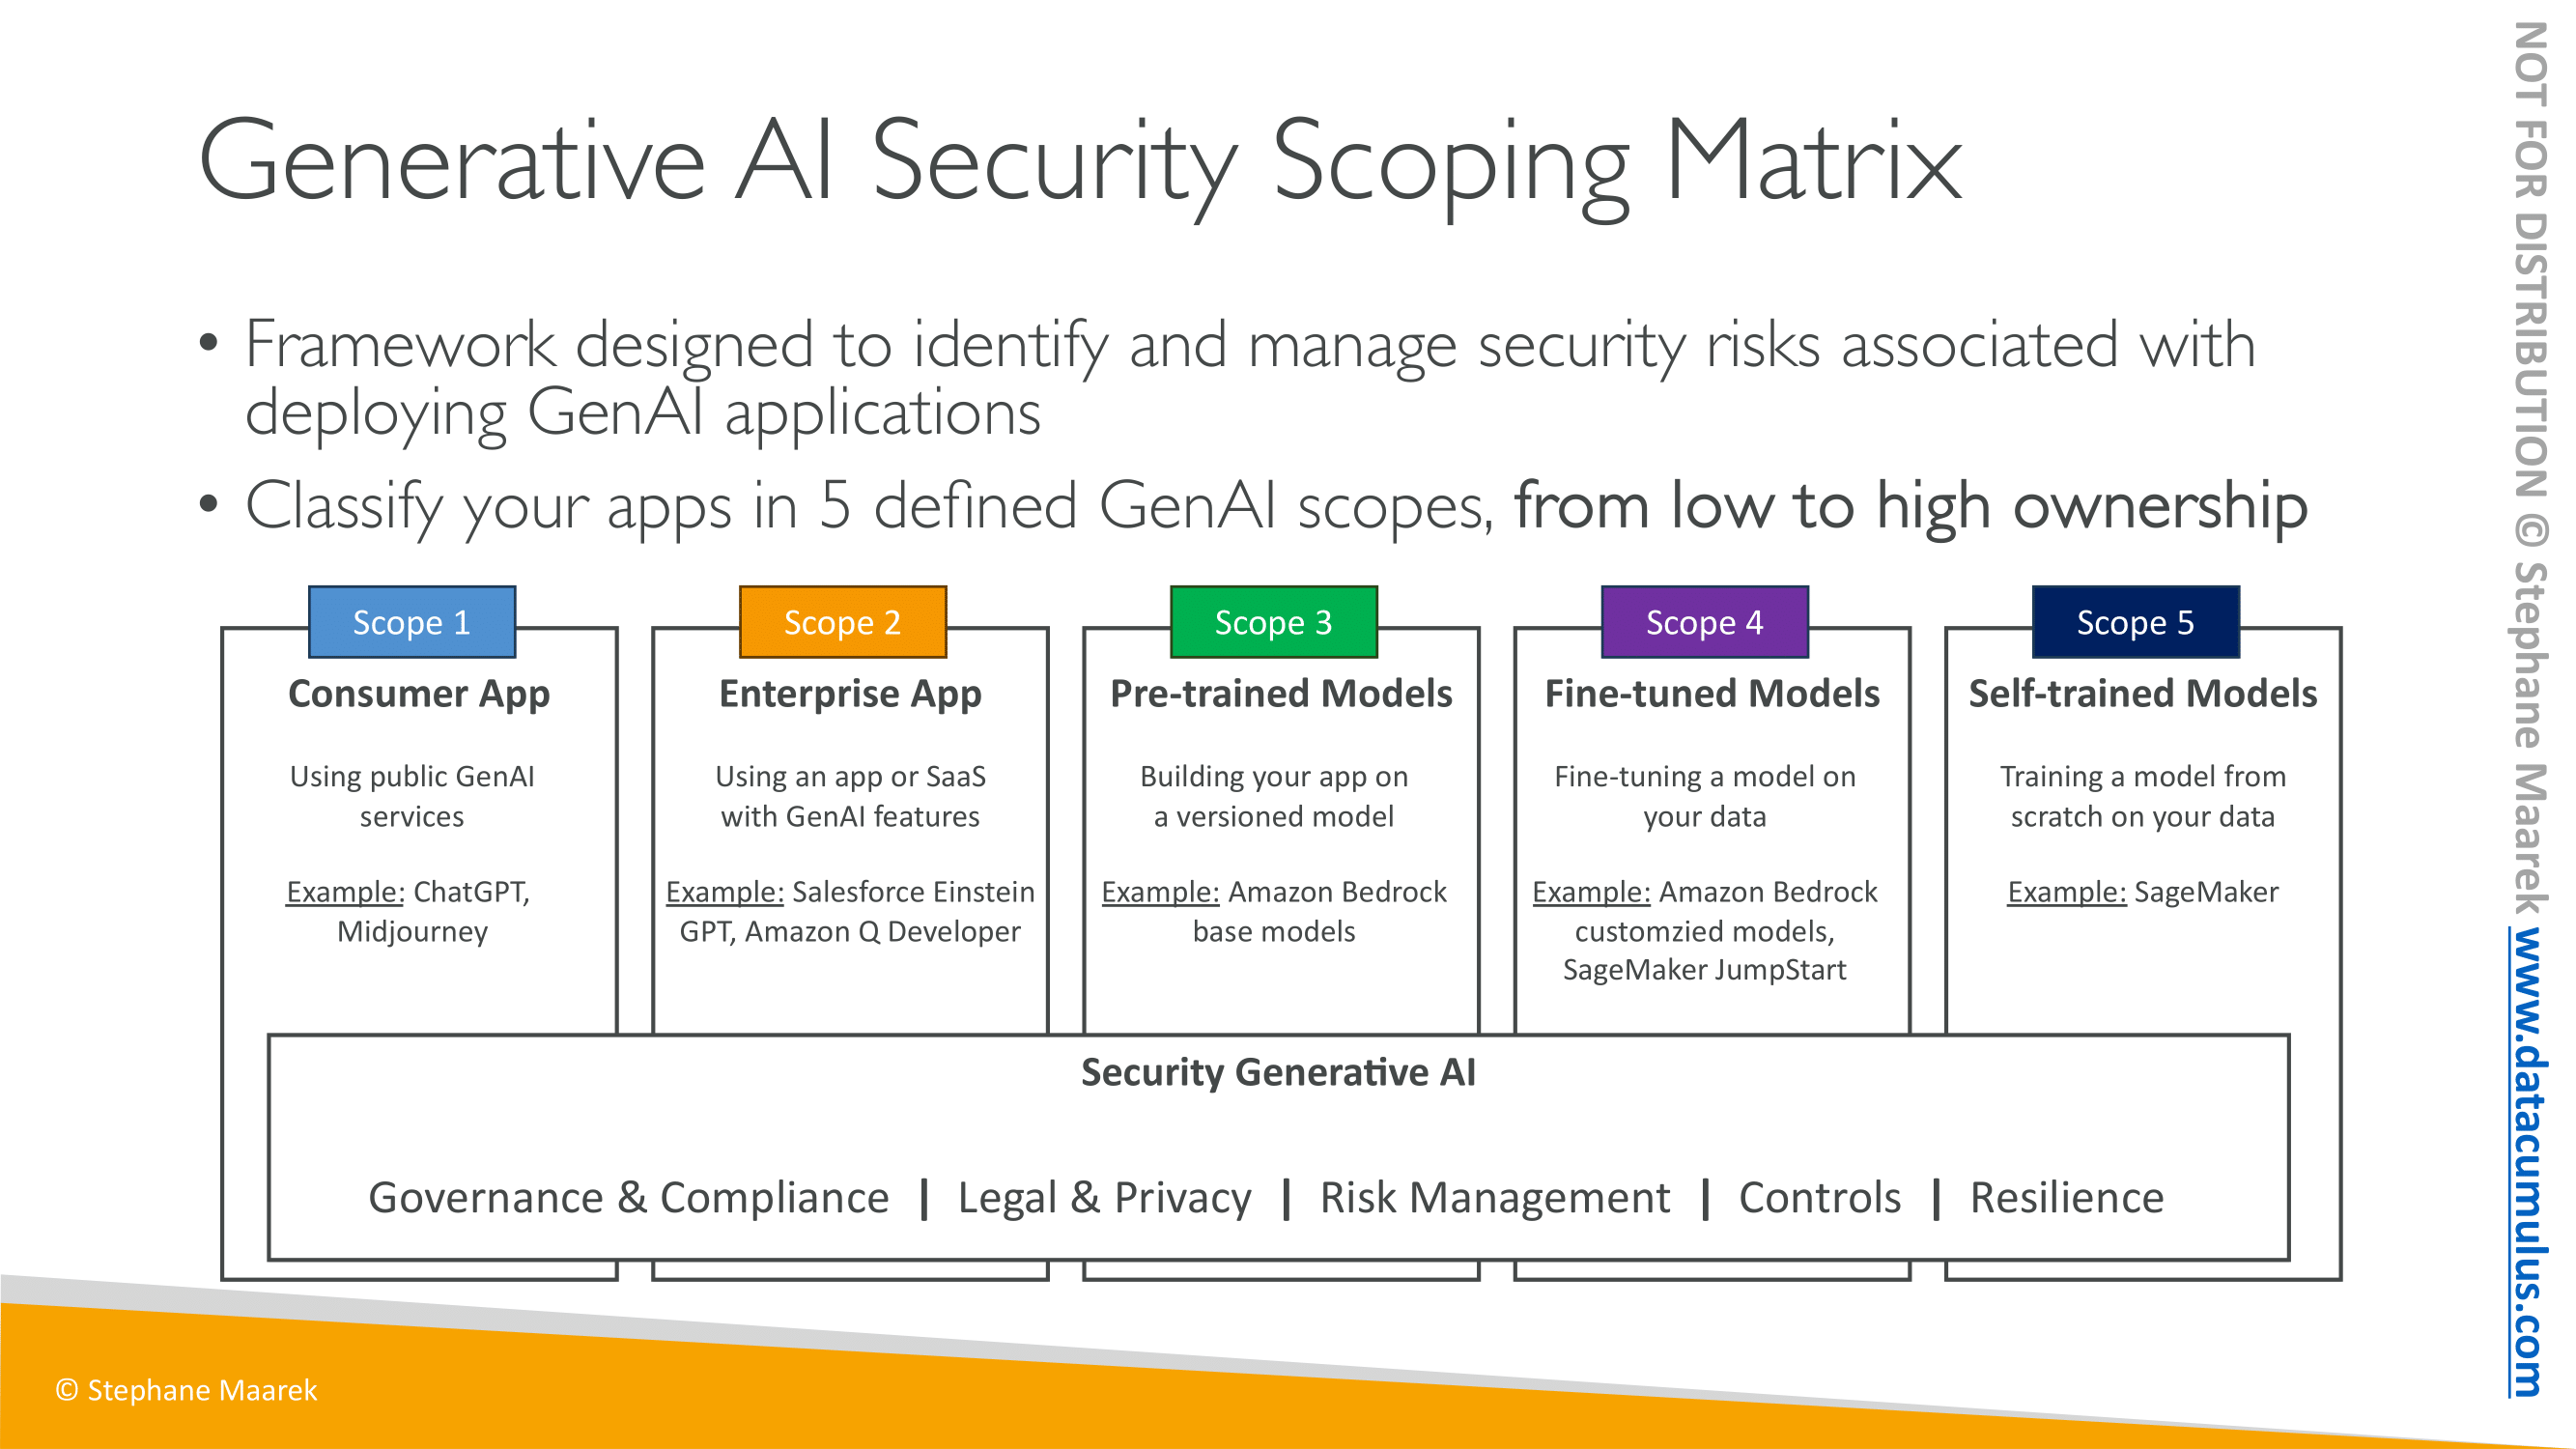 Generative AI Security Scoping Matrix
• Framework designed to identify and manage security risks associated with
deploying GenAI applications
• Classify your apps in 5 defined GenAI scopes, from low to high ownership
Scope 1
Consumer App
Using public GenAI
services
Example: ChatGPT,
Midjourney
Scope 2
Enterprise App
Using an app or SaaS
with GenAI features
Example: Salesforce Einstein
GPT, Amazon Q Developer
Scope 3
Pre-trained Models
Building your app on
a versioned model
Example: Amazon Bedrock
base models
Scope 4
Fine-tuned Models
Fine-tuning a model on
your data
Example: Amazon Bedrock
customzied models,
SageMaker JumpStart
Scope 5
Self-trained Models
Training a model from
scratch on your data
Example: SageMaker
Security Generative AI
Governance & Compliance | Legal & Privacy | Risk Management | Controls | Resilience
© Stephane Maarek
NOT FOR DISTRIBUTION © Stephane Maarek www.datacumulus.com